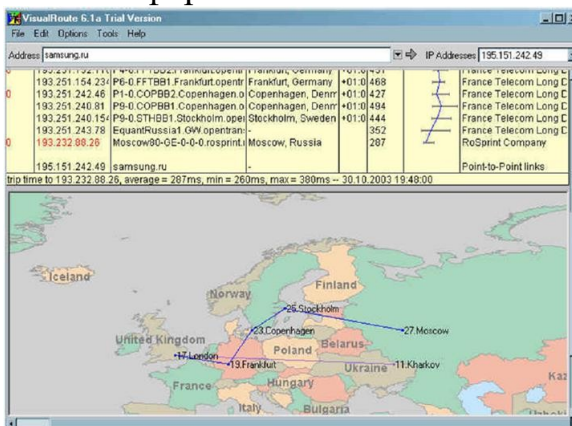 VisualRoute 6.1a Trial Version
File Edit Options Tools Help
Address samsung.ru IP Addresses 195.151.242.49
193.251.154.234 P6-0.FFTBB1.Frankfurt.opentr Frankfurt, Germany +01:0 468 France Telecom Long D
0 193.251.242.46 P1-0.COPBB2.Copenhagen.o Copenhagen, Denm +01:0 427 France Telecom Long D
193.251.240.81 P9-0.COPBB1.Copenhagen.o Copenhagen, Denm +01:0 494 France Telecom Long D
193.251.240.154 P9-0.STHBB1.Stockholm.opei Stockholm, Sweden +01:0 444 France Telecom Long D
193.251.243.78 EquantRussia1.GW.opentran: - 352 France Telecom Long D
0 193.232.88.26 Moscow80-GE-0-0-0.rosprint.i Moscow, Russia 287 RoSprint Company
195.151.242.49 samsung.ru - Point-to-Point links
trip time to 193.232.88.26, average = 287ms, min = 260ms, max = 380ms -- 30.10.2003 19:48:00
Iceland
Finland
Norway
25.Stockholm
23.Copenhagen
27.Moscow
United Kingdom
Belarus
17.London
Poland
19.Frankfurt
11.Kharkov
Ukraine
Kaz
France
Hungary
Italy
Bulgaria